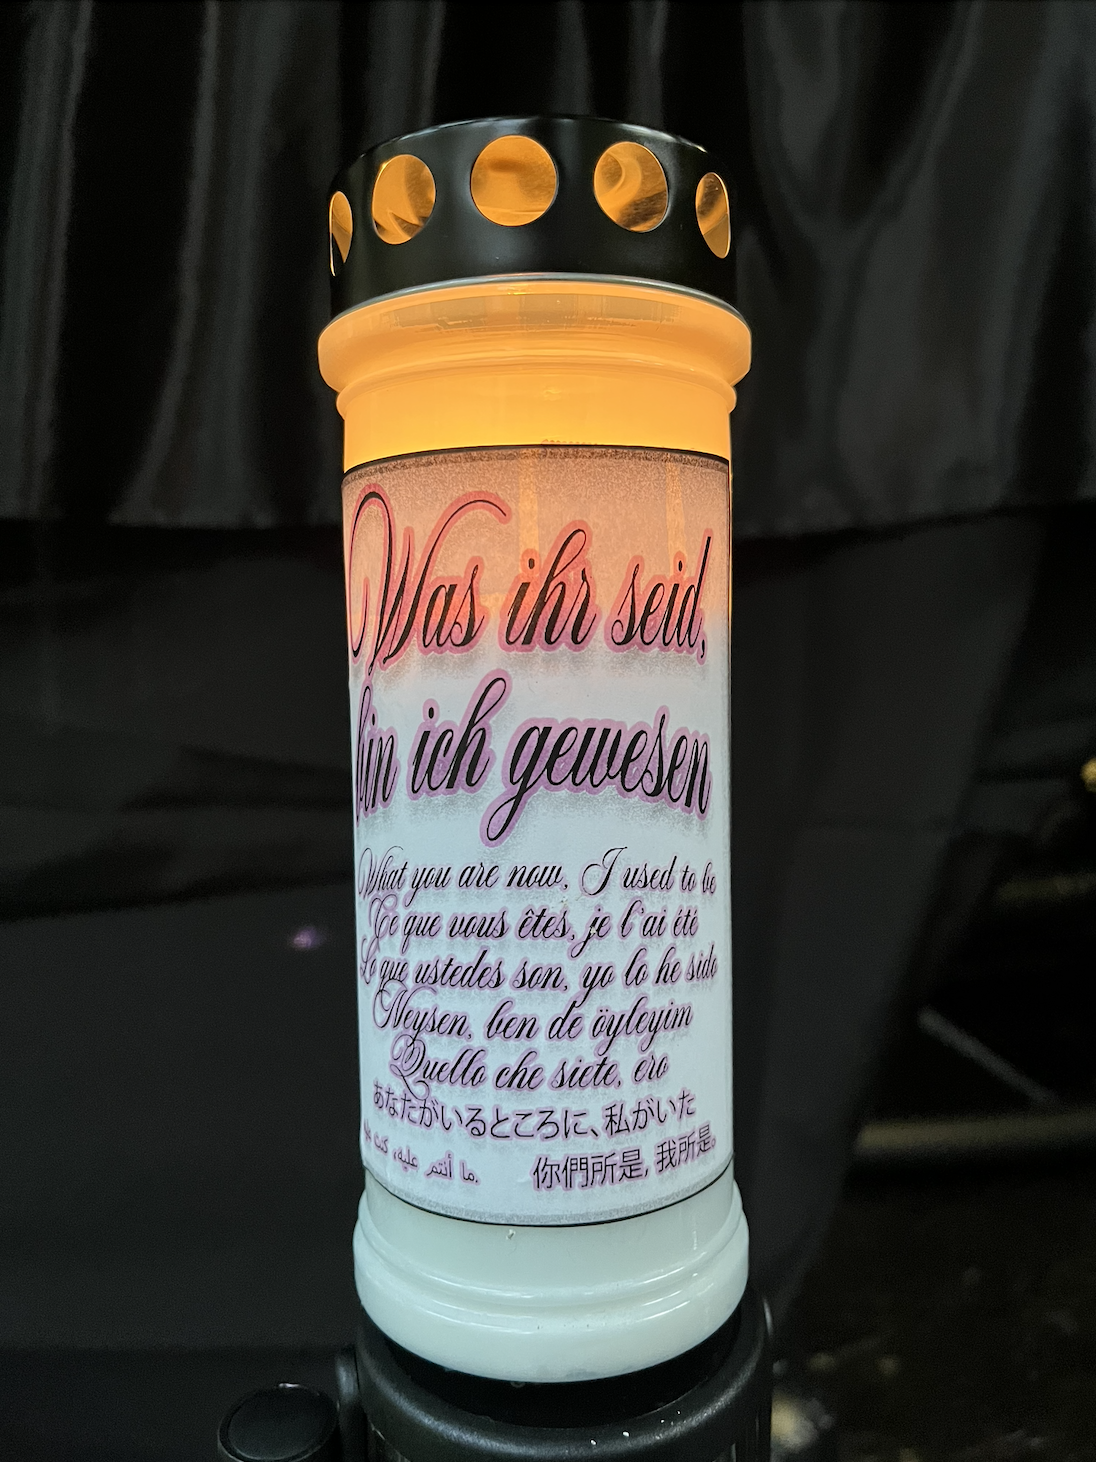 Was ihr seid,
bin ich gewesen
What you are now, I used to be
Ce que vous êtes, je l'ai été
Lo que ustedes son, yo lo he sido
Neysen, ben de öyleyim
Quello che siete, ero
あなたがいるところに、私がいた
ما أنتم عليه، كنت
你們所是, 我所是。